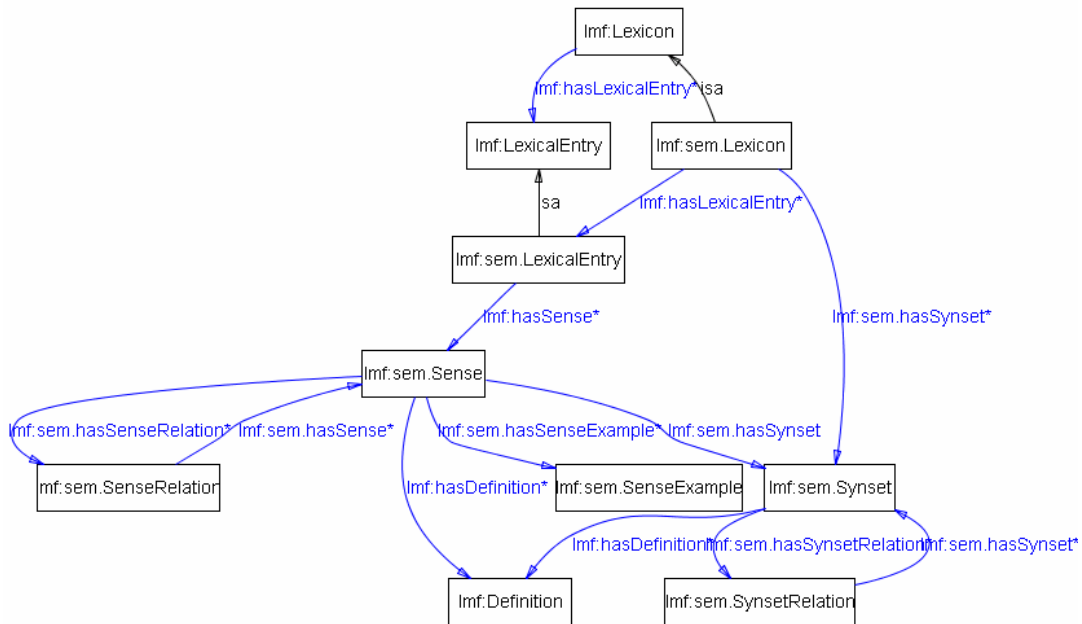 lmf:Lexicon
lmf:hasLexicalEntry*
isa
lmf:LexicalEntry
lmf:sem.Lexicon
isa
lmf:hasLexicalEntry*
lmf:sem.LexicalEntry
lmf:hasSense*
lmf:sem.hasSynset*
lmf:sem.Sense
lmf:sem.hasSenseRelation*
lmf:sem.hasSense*
lmf:sem.hasSenseExample*
lmf:sem.hasSynset
mf:sem.SenseRelation
lmf:hasDefinition*
lmf:sem.SenseExample
lmf:sem.Synset
lmf:hasDefinition*
lmf:sem.hasSynsetRelation*
lmf:sem.hasSynset*
lmf:Definition
lmf:sem.SynsetRelation